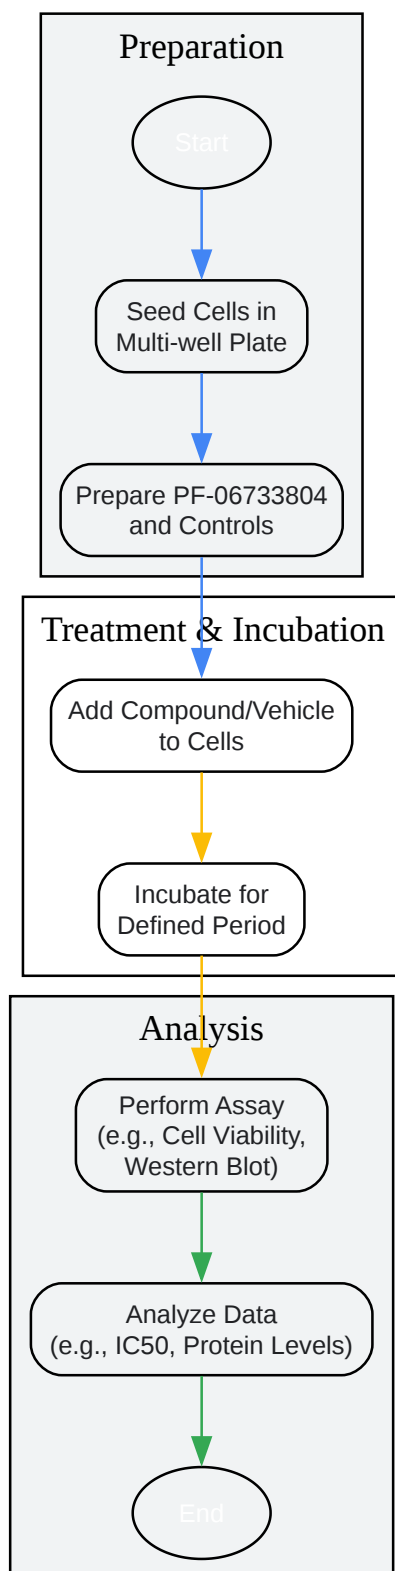 Preparation
Start
Seed Cells in
Multi-well Plate
Prepare PF-06733804
and Controls
Treatment & Incubation
Add Compound/Vehicle
to Cells
Incubate for
Defined Period
Analysis
Perform Assay
(e.g., Cell Viability,
Western Blot)
Analyze Data
(e.g., IC50, Protein Levels)
End